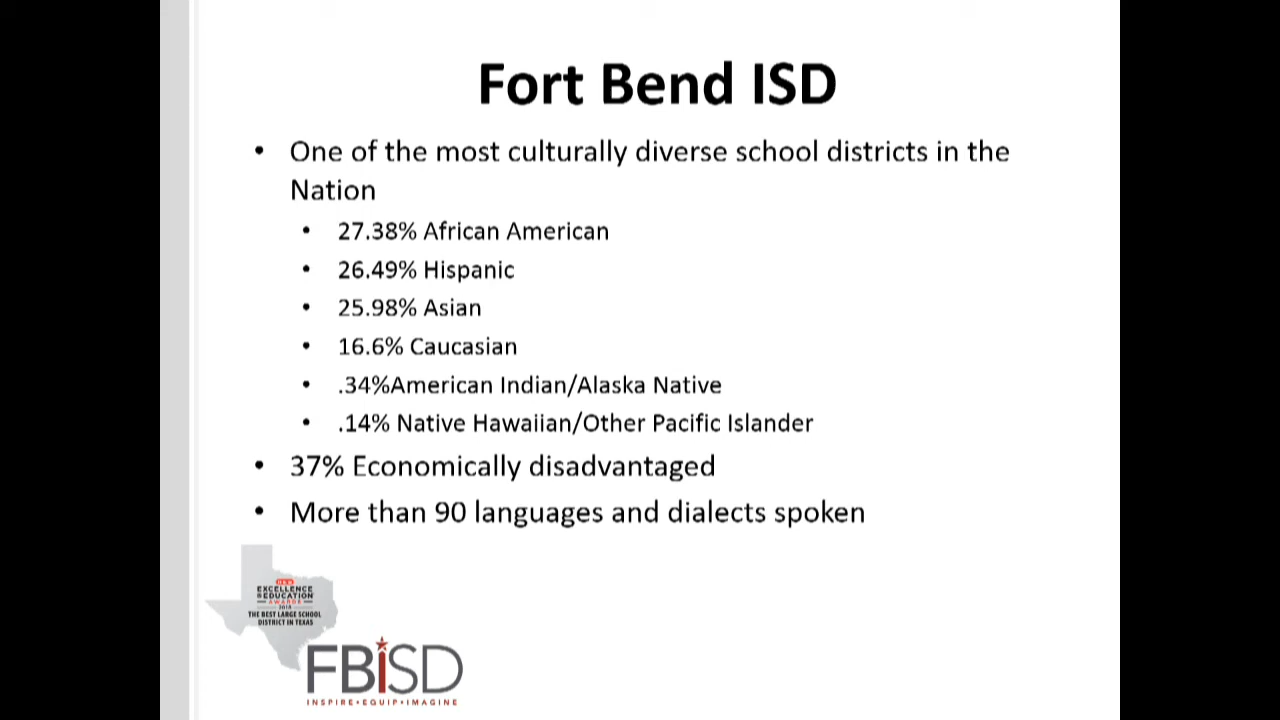 Fort Bend ISD
• One of the most culturally diverse school districts in the
Nation
• 27.38% African American
• 26.49% Hispanic
• 25.98% Asian
• 16.6% Caucasian
• .34%American Indian/Alaska Native
• .14% Native Hawaiian/Other Pacific Islander
• 37% Economically disadvantaged
• More than 90 languages and dialects spoken
EXCELLENCE
IN EDUCATION
AWARDS
THE BEST LARGE SCHOOL
DISTRICT IN TEXAS
FBiSD
INSPIRE•EQUIP•IMAGINE